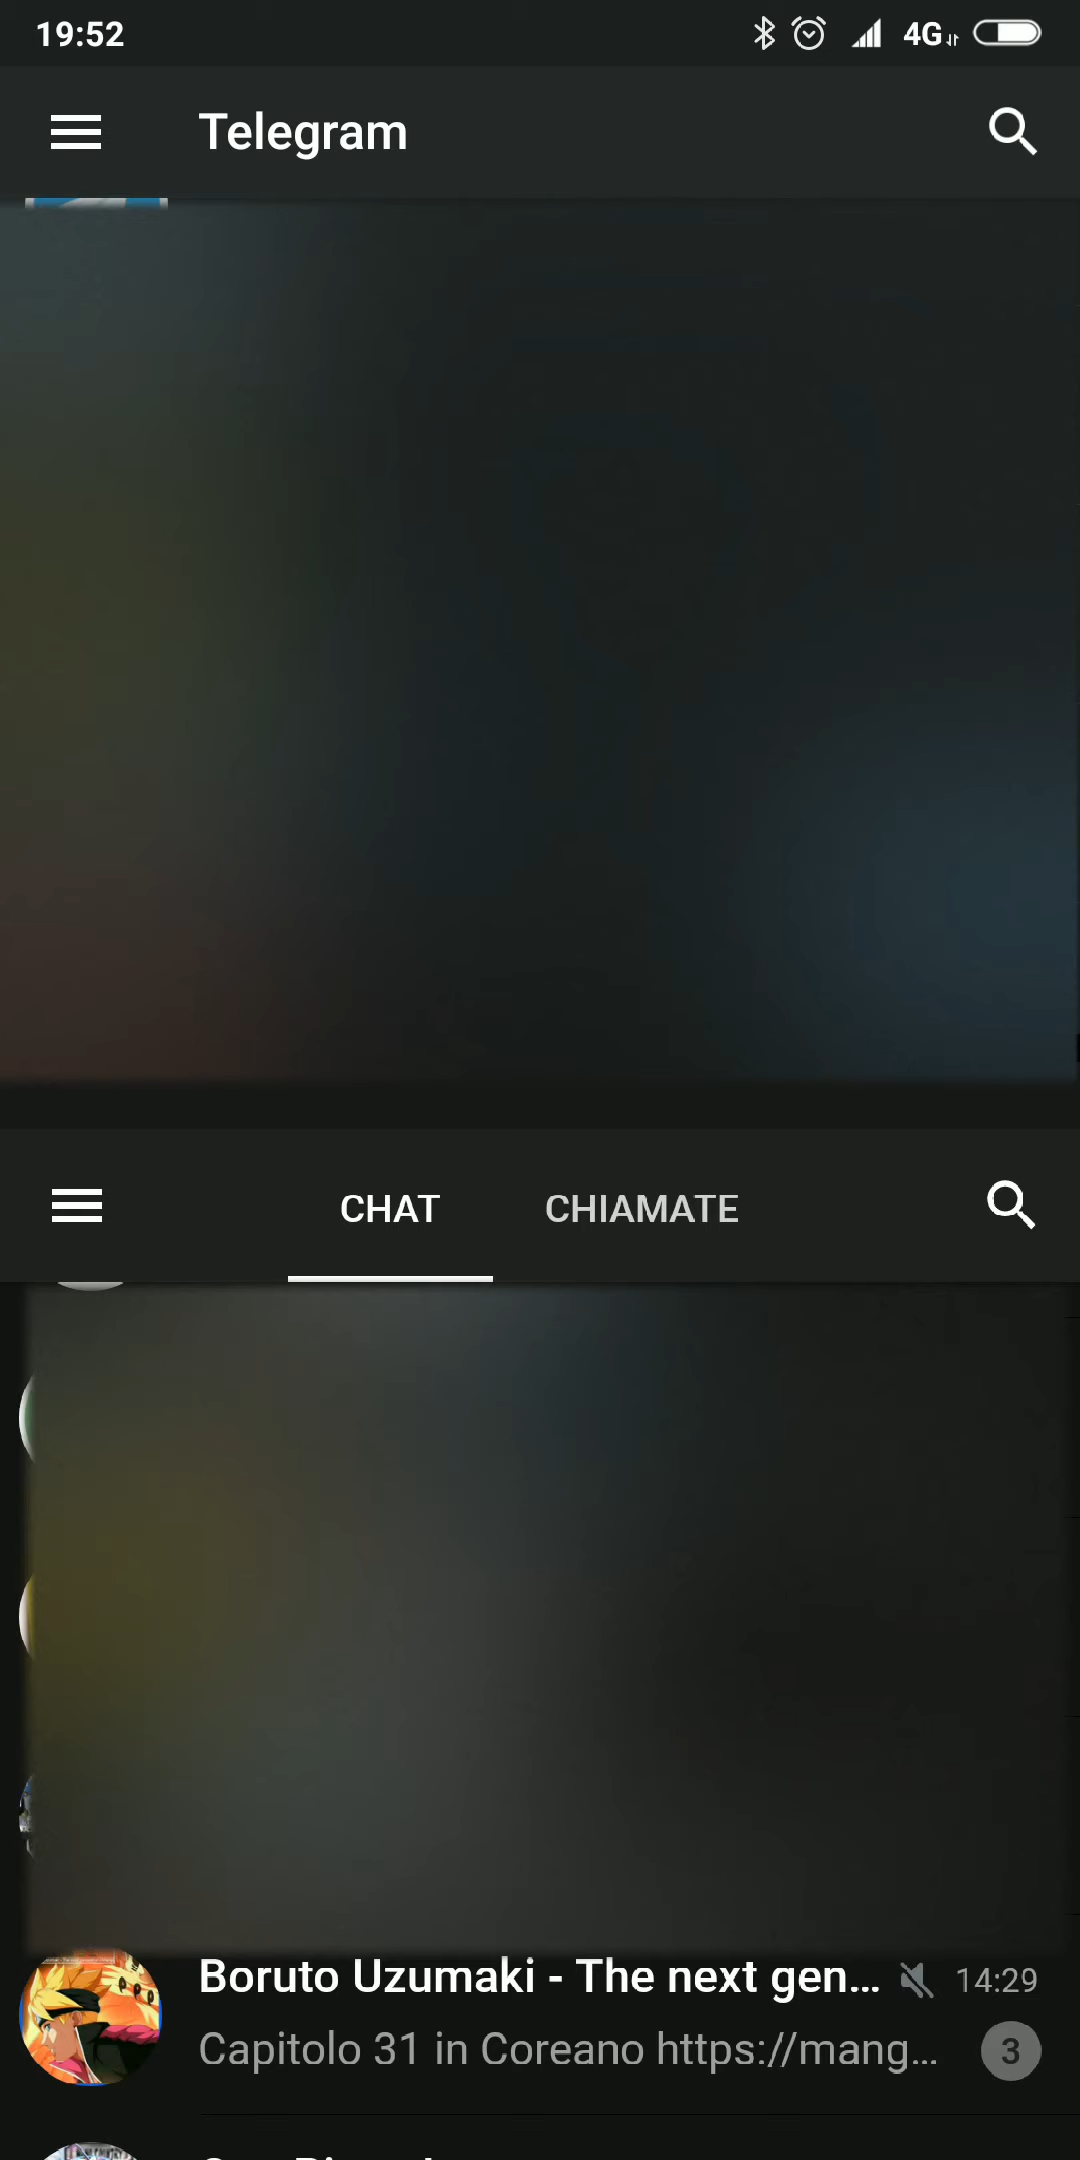 19:52
4G
Telegram
CHAT CHIAMATE
Boruto Uzumaki - The next gen... 14:29
Capitolo 31 in Coreano https://mang... 3